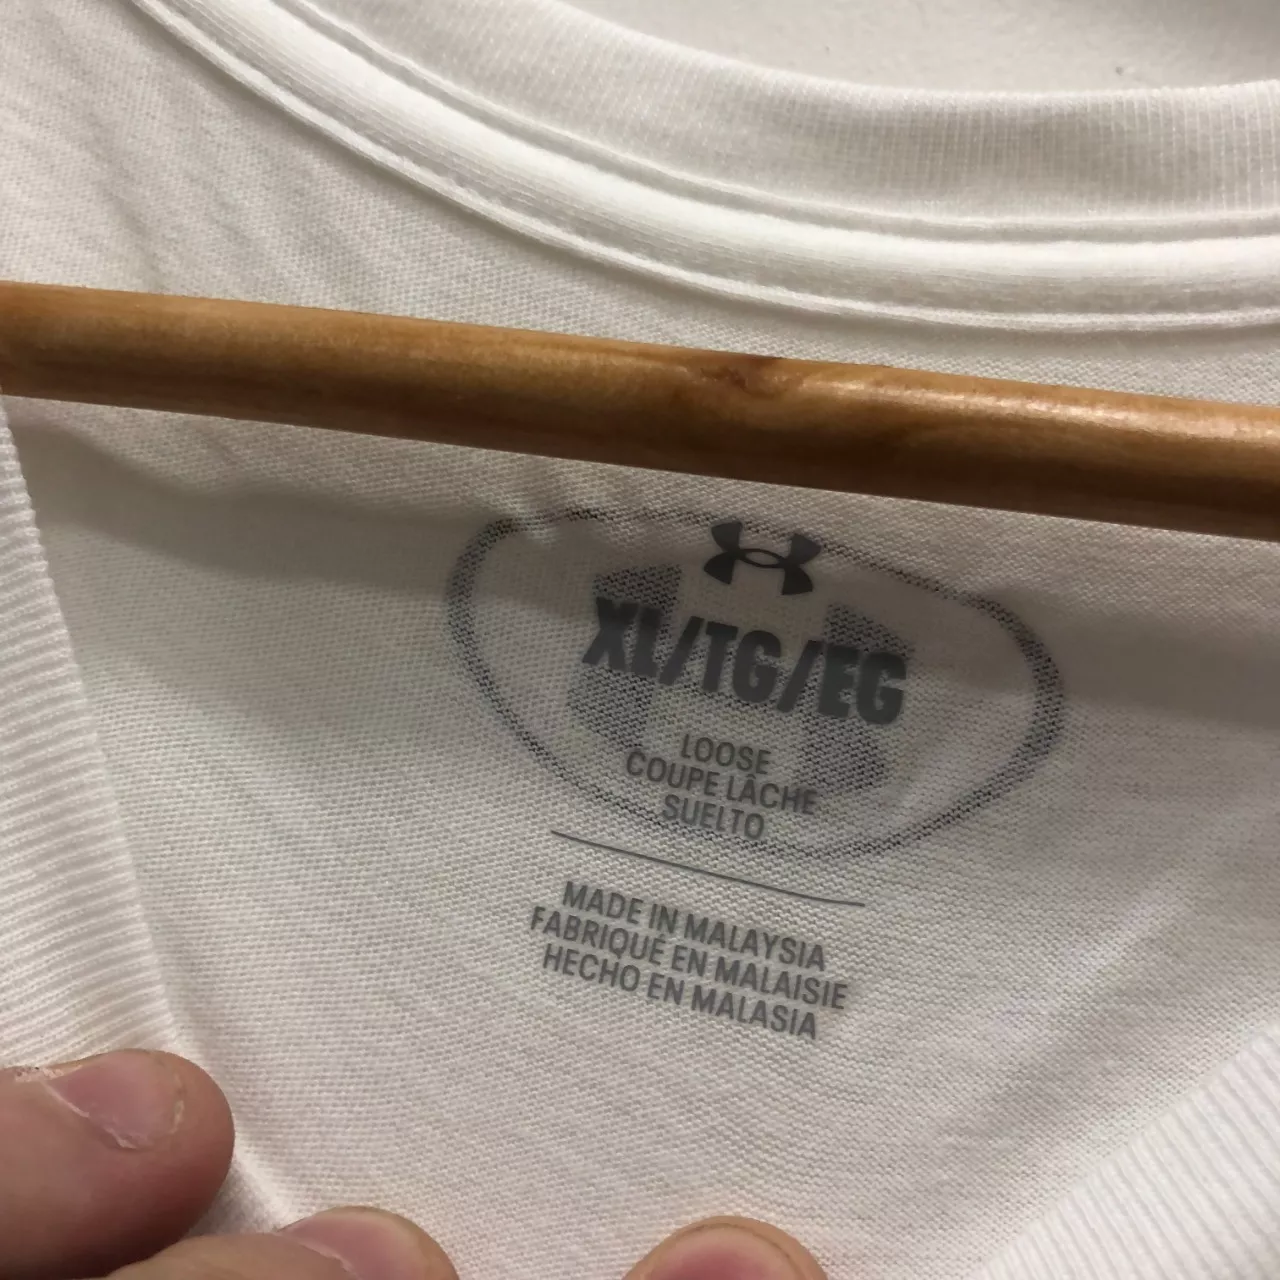 XL/TG/EG
LOOSE
COUPE LÂCHE
SUELTO
MADE IN MALAYSIA
FABRIQUÉ EN MALAISIE
HECHO EN MALASIA